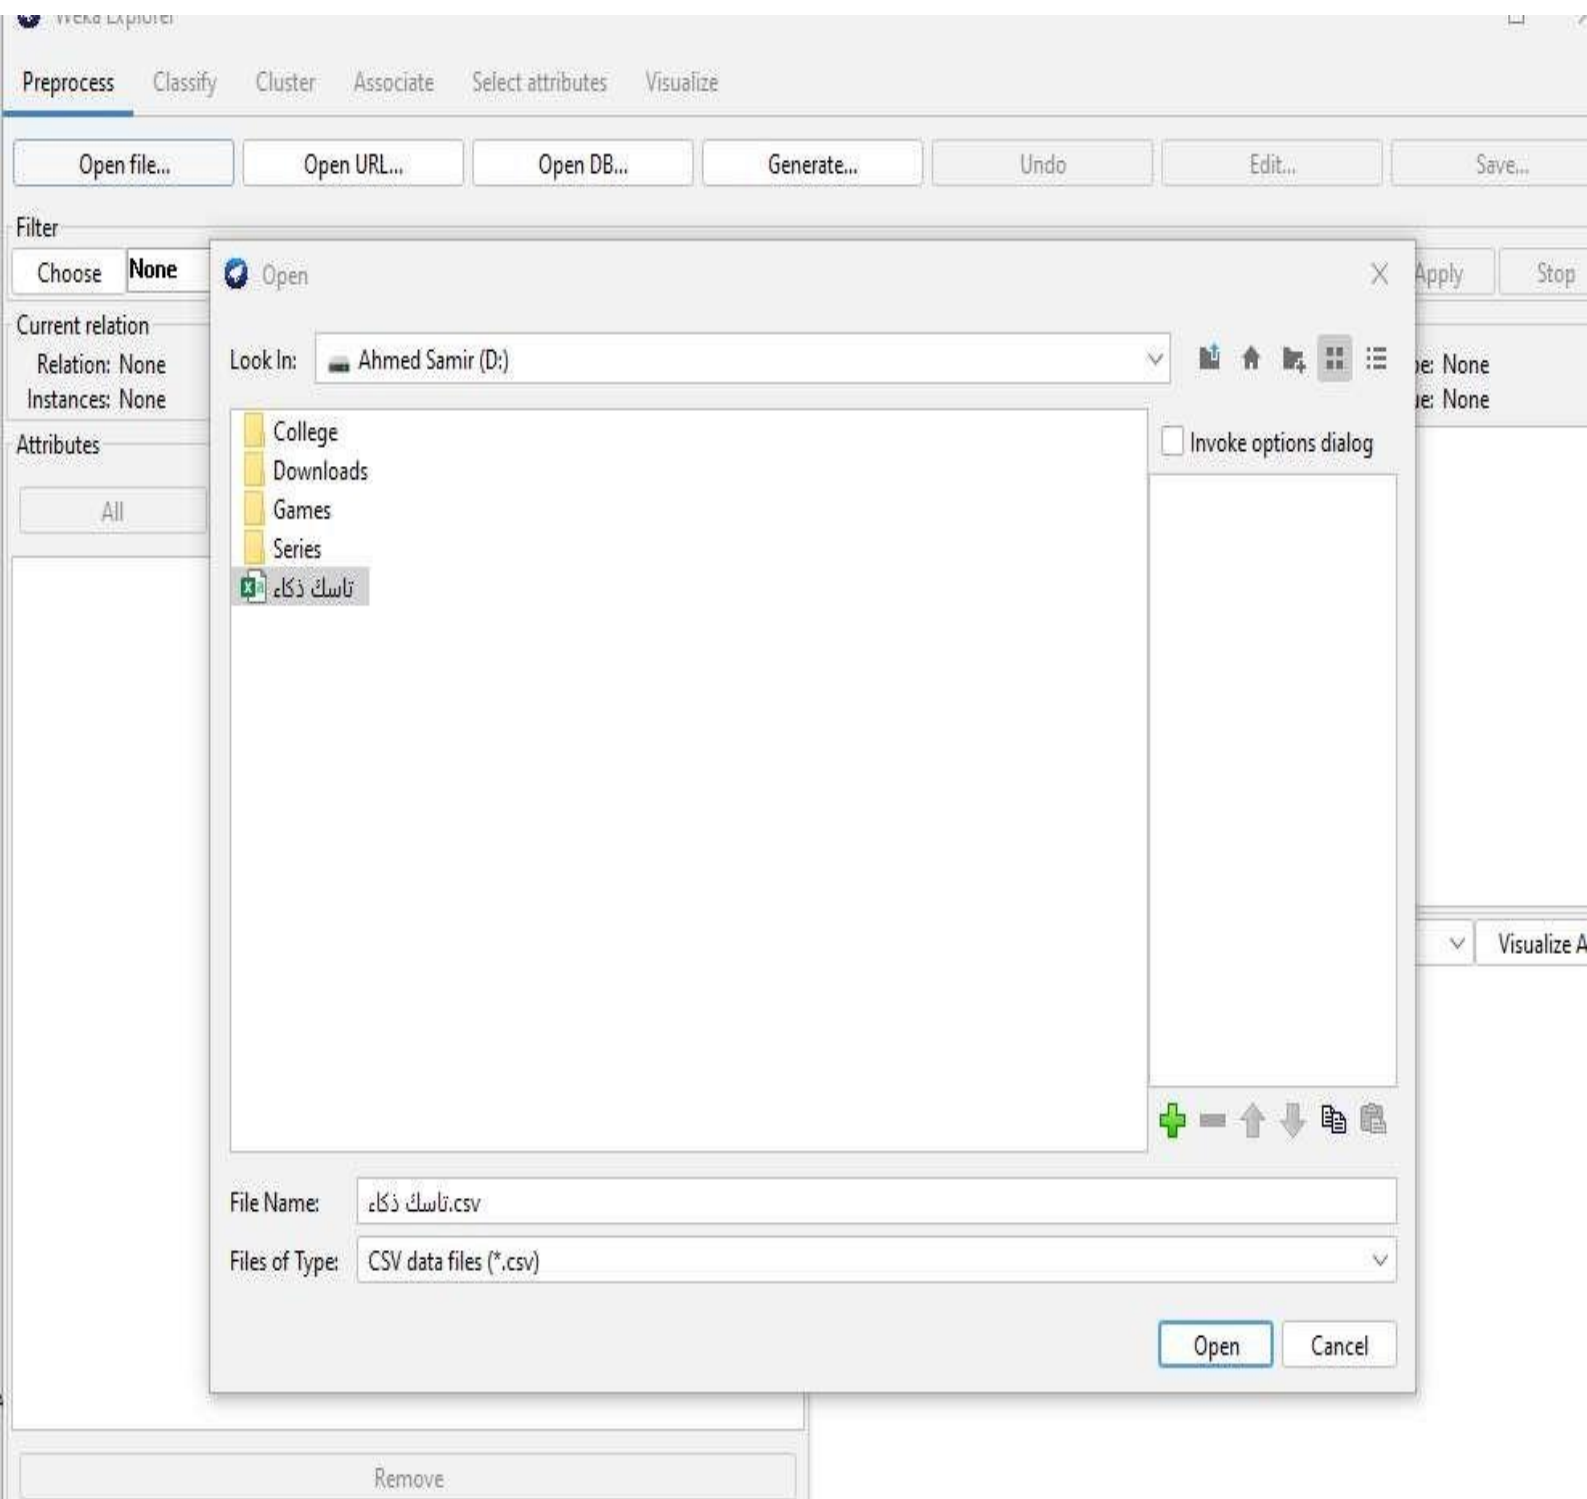 Weka Explorer
Preprocess Classify Cluster Associate Select attributes Visualize
Open file... Open URL... Open DB... Generate... Undo Edit... Save...
Filter
Choose None Apply Stop
Open
Current relation
Relation: None
Instances: None
Look In: Ahmed Samir (D:)
pe: None
ue: None
Attributes
All
College
Downloads
Games
Series
تاسك ذكاء
Invoke options dialog
Visualize A
File Name: تاسك ذكاء.csv
Files of Type: CSV data files (*.csv)
Open Cancel
Remove